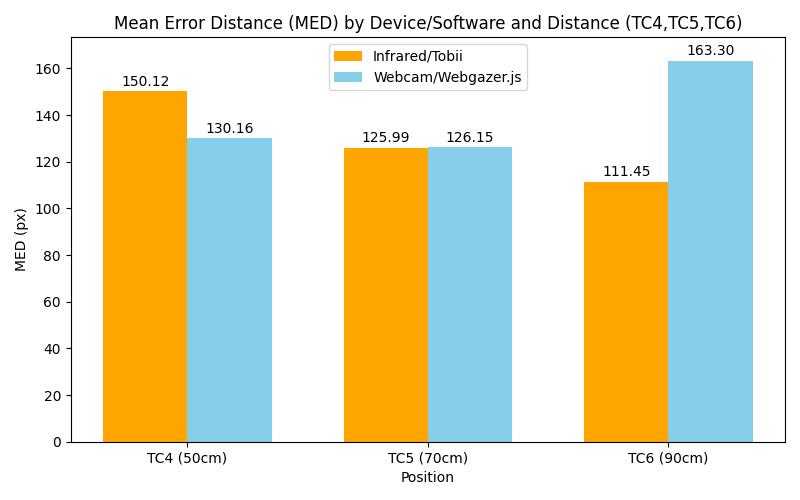 Mean Error Distance (MED) by Device/Software and Distance (TC4,TC5,TC6)
Infrared/Tobii
Webcam/Webgazer.js
150.12
130.16
125.99
126.15
111.45
163.30
MED (px)
160
140
120
100
80
60
40
20
0
TC4 (50cm)
TC5 (70cm)
TC6 (90cm)
Position